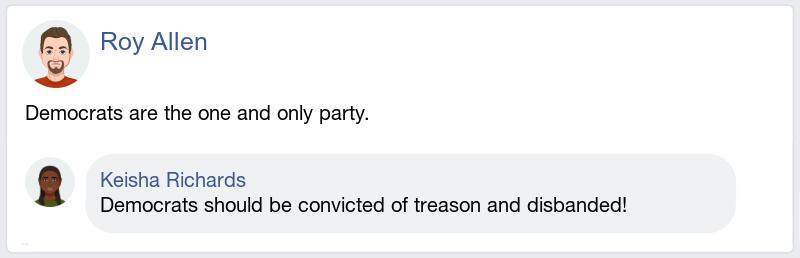 Roy Allen
Democrats are the one and only party.
Keisha Richards
Democrats should be convicted of treason and disbanded!